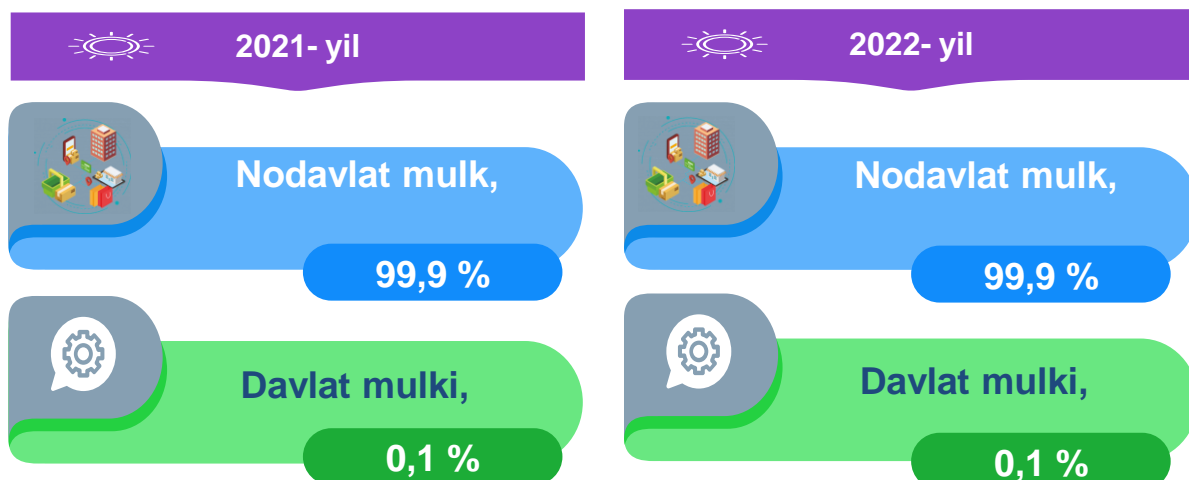 2021- yil
Nodavlat mulk,
99,9 %
Davlat mulki,
0,1 %
2022- yil
Nodavlat mulk,
99,9 %
Davlat mulki,
0,1 %